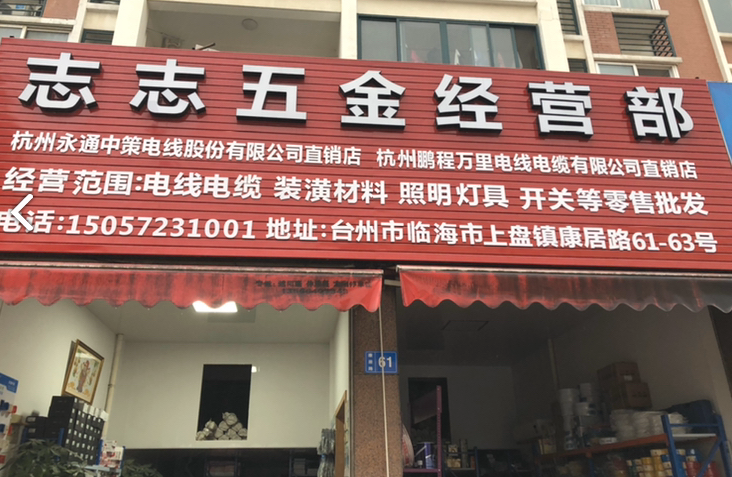 志志五金经营部
杭州永通中策电线股份有限公司直销店 杭州鹏程万里电线电缆有限公司直销店
经营范围:电线电缆 装潢材料 照明灯具 开关等零售批发
电话:15057231001 地址:台州市临海市上盘镇康居路61-63号
61